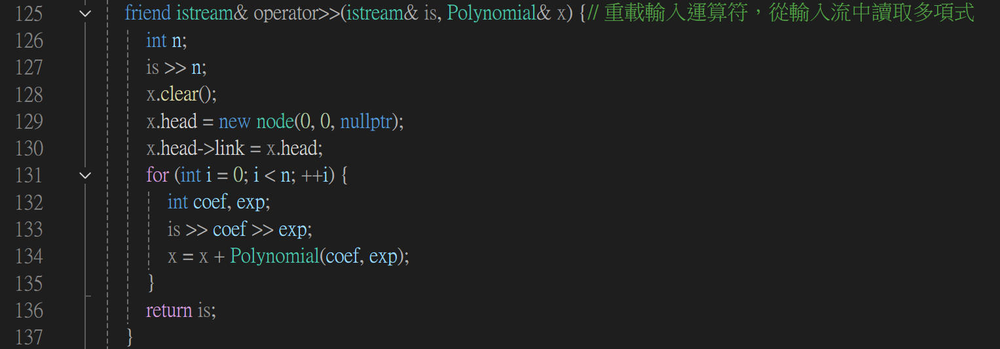 125 friend istream& operator>>(istream& is, Polynomial& x) {// 重載輸入運算符，從輸入流中讀取多項式
126 int n;
127 is >> n;
128 x.clear();
129 x.head = new node(0, 0, nullptr);
130 x.head->link = x.head;
131 for (int i = 0; i < n; ++i) {
132 int coef, exp;
133 is >> coef >> exp;
134 x = x + Polynomial(coef, exp);
135 }
136 return is;
137 }